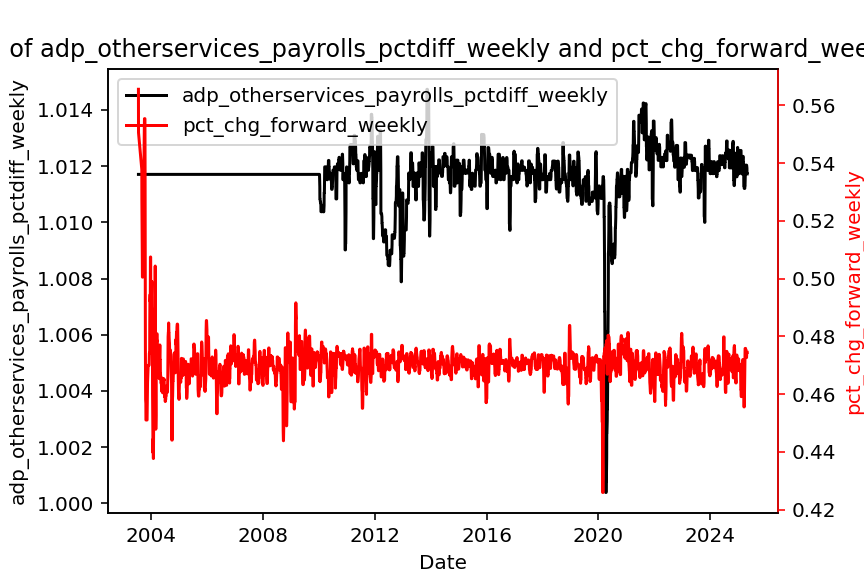 of adp_otherservices_payrolls_pctdiff_weekly and pct_chg_forward_wee
adp_otherservices_payrolls_pctdiff_weekly
pct_chg_forward_weekly
adp_otherservices_payrolls_pctdiff_weekly
1.014
1.012
1.010
1.008
1.006
1.004
1.002
1.000
0.56
0.54
0.52
0.50
0.48
0.46
0.44
0.42
pct_chg_forward_weekly
2004 2008 2012 2016 2020 2024
Date